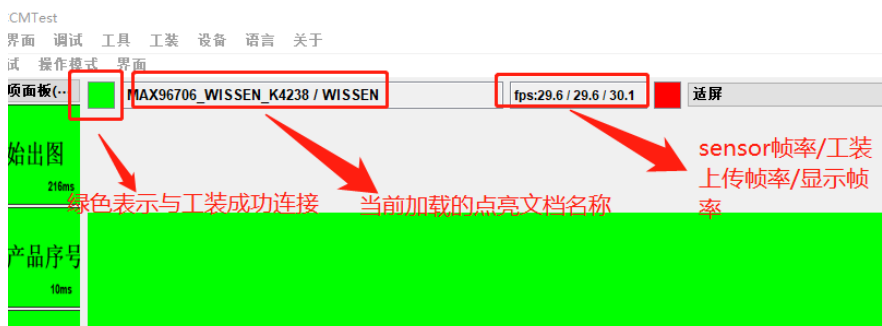 CMTest
界面 调试 工具 工装 设备 语言 关于
试 操作模式 界面
项面板(··· MAX96706_WISSEN_K4238 / WISSEN fps:29.6 / 29.6 / 30.1 适屏
始出图
216ms
绿色表示与工装成功连接
当前加载的点亮文档名称
sensor帧率/工装
上传帧率/显示帧
率
产品序号
10ms